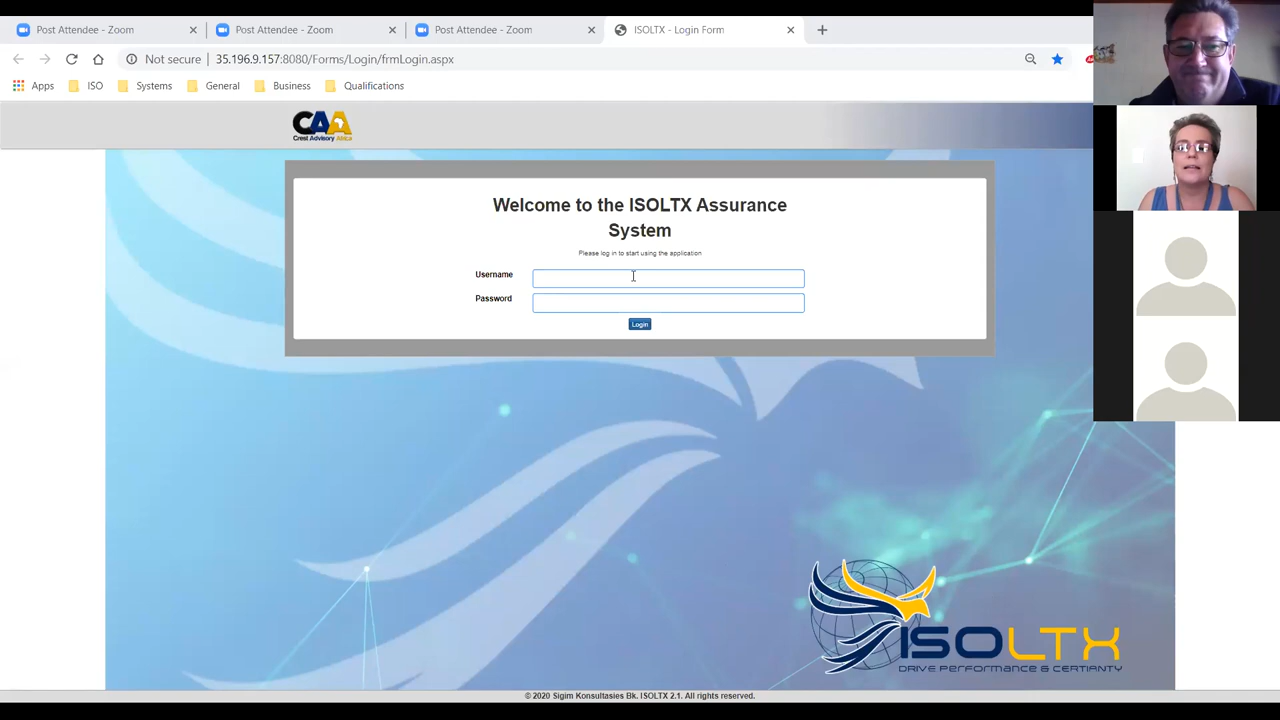 Post Attendee - Zoom
Post Attendee - Zoom
Post Attendee - Zoom
ISOLTX - Login Form
Not secure
35.196.9.157:8080/Forms/Login/fmLogin.aspx
Apps
ISO
Systems
General
Business
Qualifications
CAA
Crest Advisory Africa
Welcome to the ISOLTX Assurance
System
Please log in to start using the application
Username
Password
Login
ISOLTX
DRIVE PERFORMANCE & CERTIANTY
© 2020 Sigim Konsultasies Bk. ISOLTX 2.1. All rights reserved.